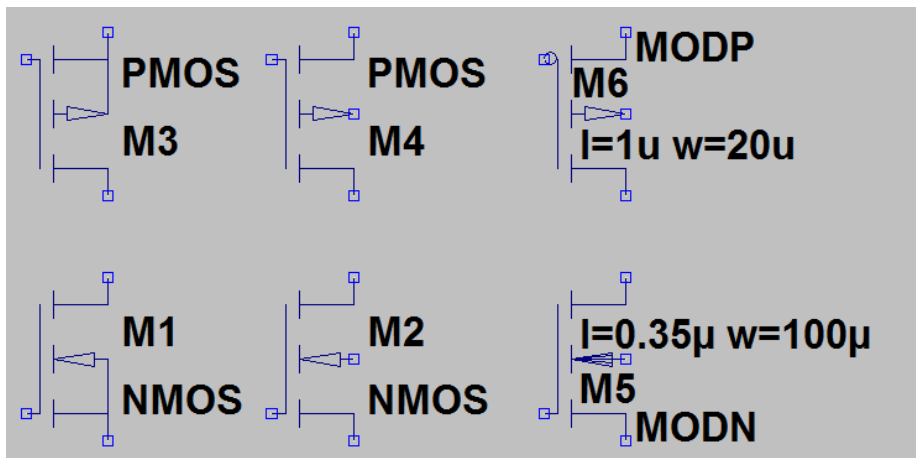 PMOS
M3
PMOS
M4
MODP
M6
l=1u w=20u
M1
NMOS
M2
NMOS
l=0.35µ w=100µ
M5
MODN